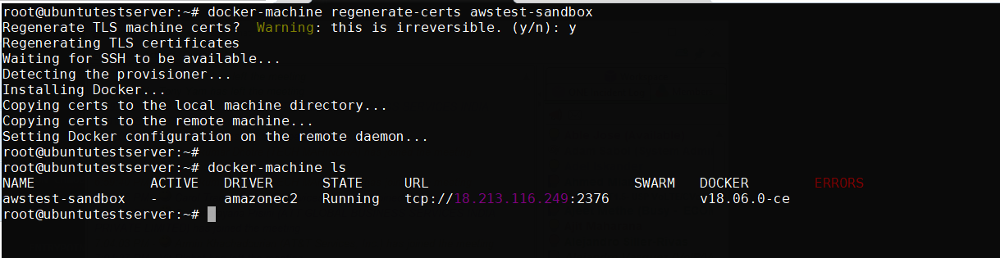 root@ubuntutestserver:~# docker-machine regenerate-certs awstest-sandbox
Regenerate TLS machine certs?  Warning: this is irreversible. (y/n): y
Regenerating TLS certificates
Waiting for SSH to be available...
Detecting the provisioner...
Installing Docker...
Copying certs to the local machine directory...
Copying certs to the remote machine...
Setting Docker configuration on the remote daemon...
root@ubuntutestserver:~#
root@ubuntutestserver:~# docker-machine ls
NAME              ACTIVE   DRIVER      STATE     URL                         SWARM   DOCKER        ERRORS
awstest-sandbox   -        amazonec2   Running   tcp://18.213.116.249:2376           v18.06.0-ce
root@ubuntutestserver:~#